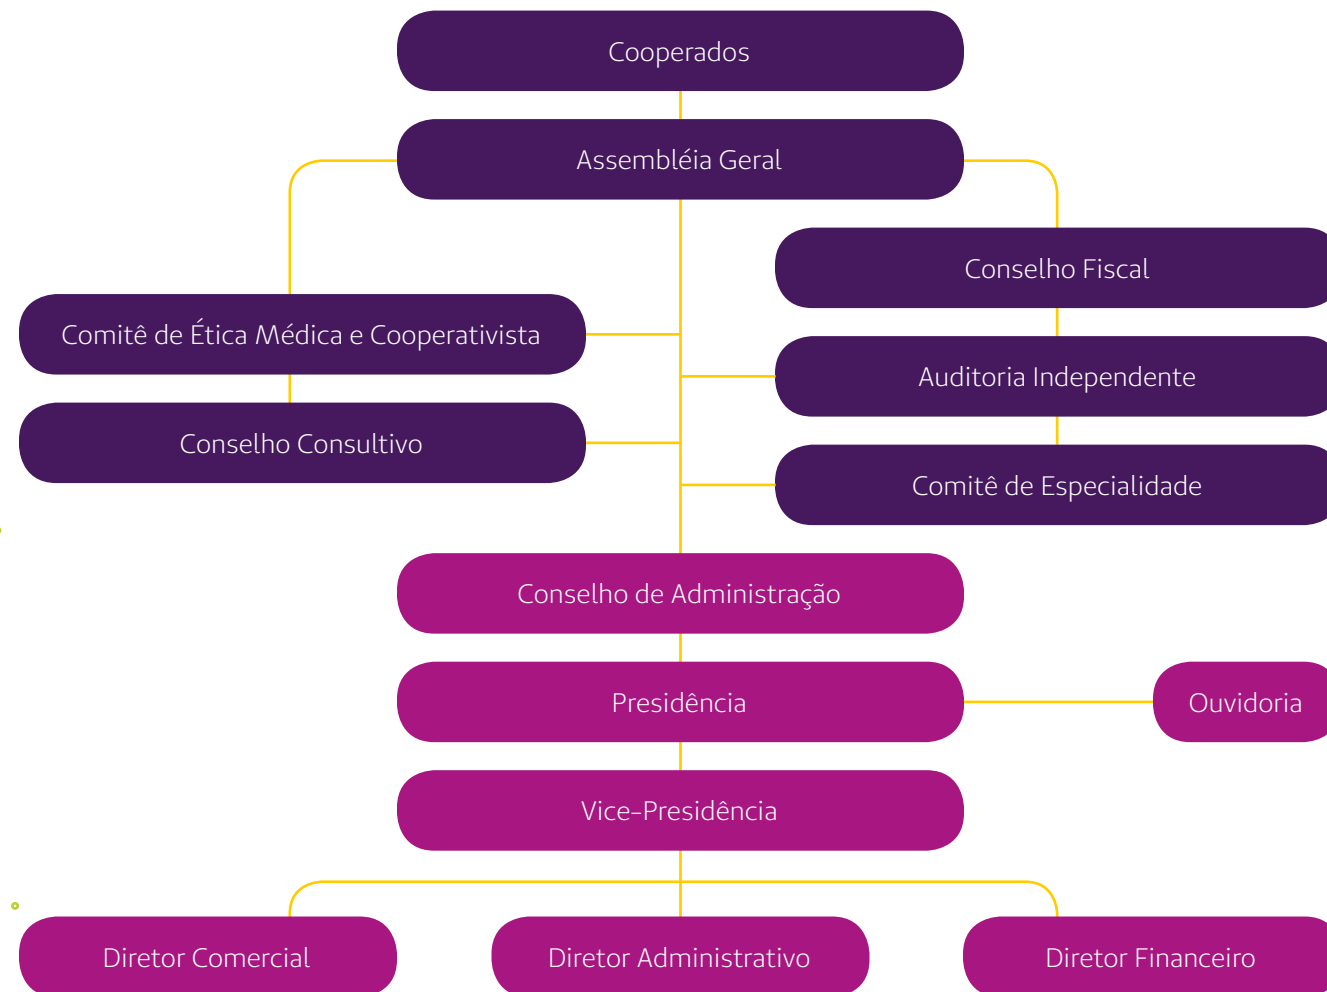 Cooperados
Assembléia Geral
Conselho Fiscal
Comitê de Ética Médica e Cooperativista
Auditoria Independente
Conselho Consultivo
Comitê de Especialidade
Conselho de Administração
Presidência
Ouvidoria
Vice-Presidência
Diretor Comercial
Diretor Administrativo
Diretor Financeiro